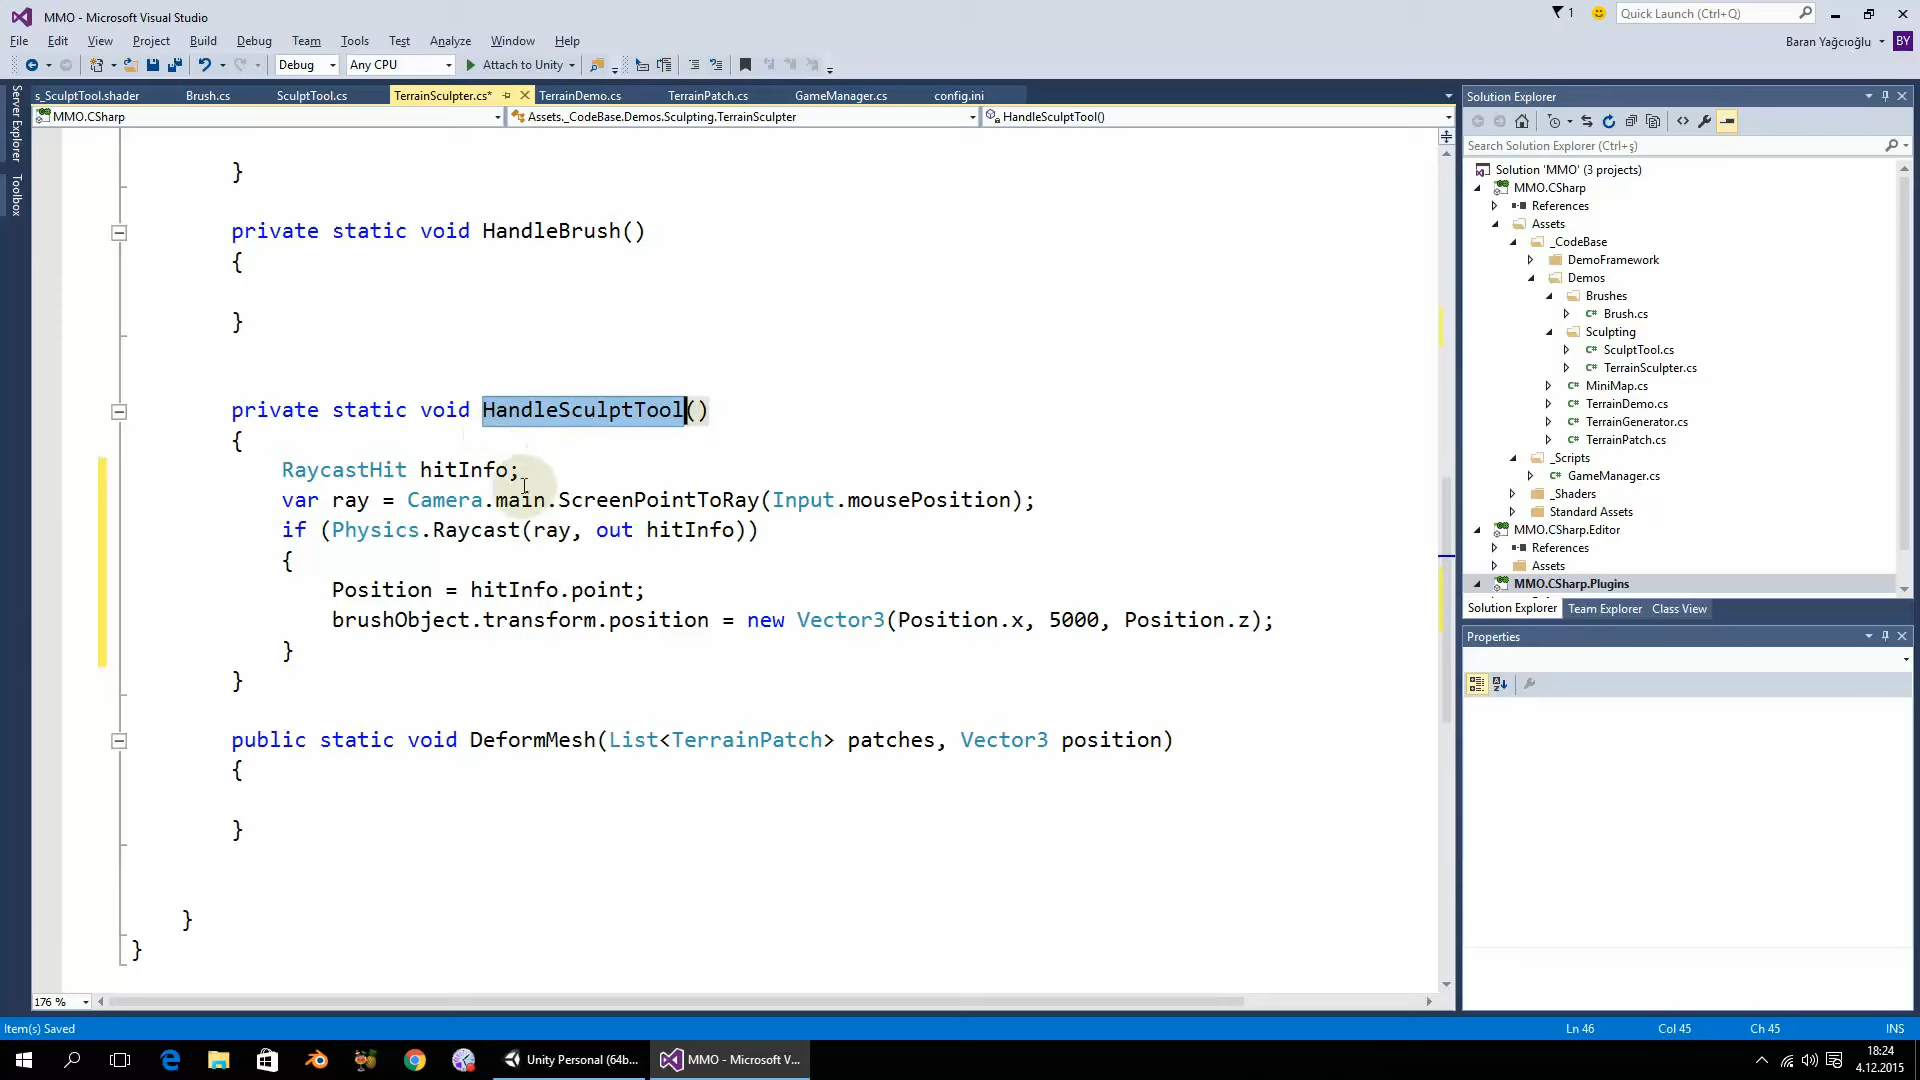 MMO - Microsoft Visual Studio
1
Quick Launch (Ctrl+Q)
File Edit View Project Build Debug Team Tools Test Analyze Window Help
Baran Yağcıoğlu BY
Debug Any CPU Attach to Unity
Server Explorer
Toolbox
s_SculptTool.shader Brush.cs SculptTool.cs TerrainSculpter.cs* TerrainDemo.cs TerrainPatch.cs GameManager.cs config.ini
MMO.CSharp Assets._CodeBase.Demos.Sculpting.TerrainSculpter HandleSculptTool()
}
private static void HandleBrush()
{
}
private static void HandleSculptTool()
{
RaycastHit hitInfo;
var ray = Camera.main.ScreenPointToRay(Input.mousePosition);
if (Physics.Raycast(ray, out hitInfo))
{
Position = hitInfo.point;
brushObject.transform.position = new Vector3(Position.x, 5000, Position.z);
}
}
public static void DeformMesh(List<TerrainPatch> patches, Vector3 position)
{
}
}
}
176 %
Solution Explorer
Search Solution Explorer (Ctrl+ş)
Solution 'MMO' (3 projects)
MMO.CSharp
References
Assets
_CodeBase
DemoFramework
Demos
Brushes
Brush.cs
Sculpting
SculptTool.cs
TerrainSculpter.cs
MiniMap.cs
TerrainDemo.cs
TerrainGenerator.cs
TerrainPatch.cs
_Scripts
GameManager.cs
_Shaders
Standard Assets
MMO.CSharp.Editor
References
Assets
MMO.CSharp.Plugins
Solution Explorer Team Explorer Class View
Properties
Item(s) Saved Ln 46 Col 45 Ch 45 INS
Unity Personal (64b... MMO - Microsoft V...
18:24
4.12.2015